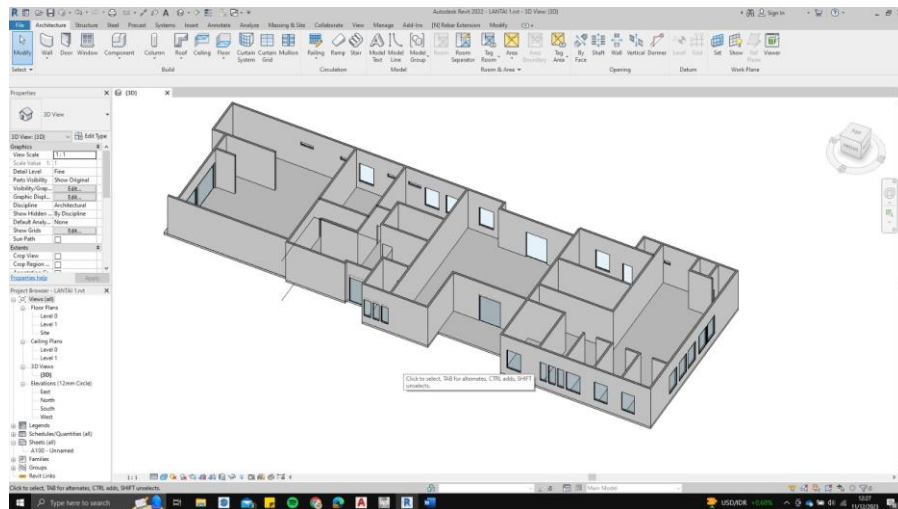 Autodesk Revit 2022 - LANTAI 1.rvt - 3D View: {3D}
Sign In
File Architecture Structure Steel Precast Systems Insert Annotate Analyze Massing & Site Collaborate View Manage Add-Ins [N] Rebar Extension Modify
Modify Wall Door Window Component Column Roof Ceiling Floor Curtain System Curtain Grid Mullion Railing Ramp Stair Model Text Model Line Model Group Room Room Separator Tag Room Area Area Boundary Tag Area By Face Shaft Wall Vertical Dormer Level Grid Set Show Ref Plane Viewer
Select Build Circulation Model Room & Area Opening Datum Work Plane
Properties
{3D}
3D View
3D View: {3D} Edit Type
Graphics
View Scale 1 : 1
Scale Value 1: 1
Detail Level Fine
Parts Visibility Show Original
Visibility/Grap... Edit...
Graphic Displ... Edit...
Discipline Architectural
Show Hidden ... By Discipline
Default Analy... None
Show Grids Edit...
Sun Path
Extents
Crop View
Crop Region ...
Properties help Apply
Project Browser - LANTAI 1.rvt
Views (all)
Floor Plans
Level 0
Level 1
Site
Ceiling Plans
Level 0
Level 1
3D Views
{3D}
Elevations (12mm Circle)
East
North
South
West
Legends
Schedules/Quantities (all)
Sheets (all)
A100 - Unnamed
Families
Groups
Revit Links
Click to select, TAB for alternates, CTRL adds, SHIFT
unselects.
1 : 1
Click to select, TAB for alternates, CTRL adds, SHIFT unselects.
Main Model
Type here to search
USD/IDR +0.68%
12:07
11/12/2023